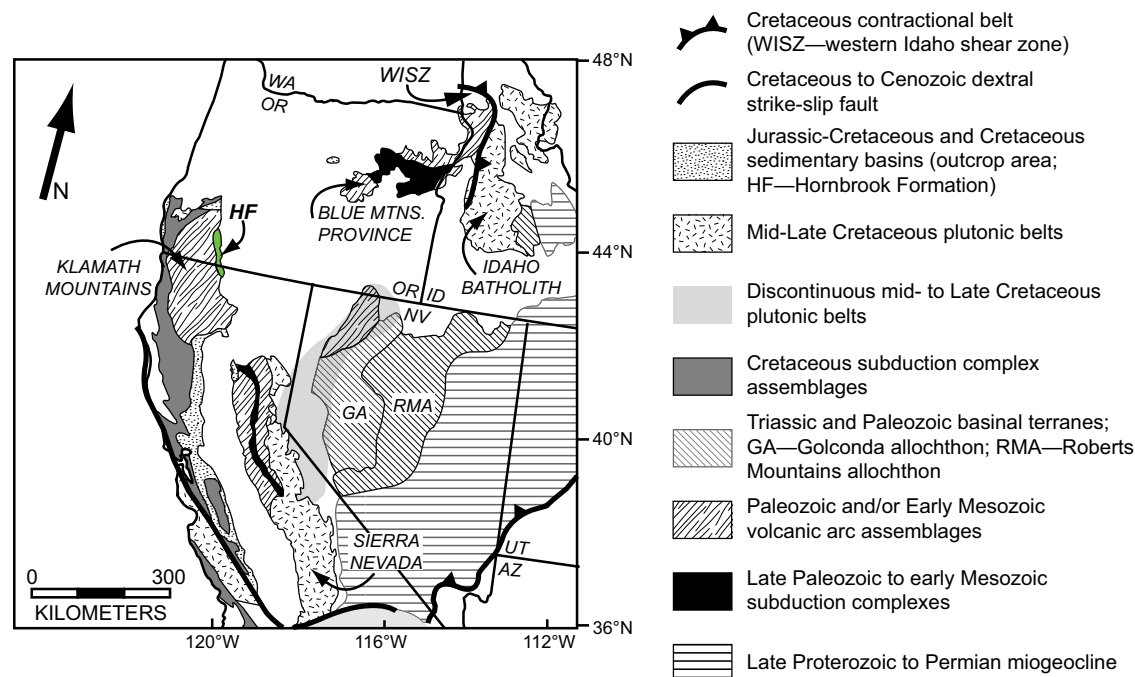 WISZ
48°N
WA
OR
N
HF
BLUE MTNS.
PROVINCE
44°N
KLAMATH
MOUNTAINS
IDAHO
BATHOLITH
OR
ID
NV
GA
RMA
40°N
SIERRA
NEVADA
UT
AZ
0
300
KILOMETERS
36°N
120°W
116°W
112°W
Cretaceous contractional belt
(WISZ—western Idaho shear zone)
Cretaceous to Cenozoic dextral
strike-slip fault
Jurassic-Cretaceous and Cretaceous
sedimentary basins (outcrop area;
HF—Hornbrook Formation)
Mid-Late Cretaceous plutonic belts
Discontinuous mid- to Late Cretaceous
plutonic belts
Cretaceous subduction complex
assemblages
Triassic and Paleozoic basinal terranes;
GA—Golconda allochthon; RMA—Roberts
Mountains allochthon
Paleozoic and/or Early Mesozoic
volcanic arc assemblages
Late Paleozoic to early Mesozoic
subduction complexes
Late Proterozoic to Permian miogeocline